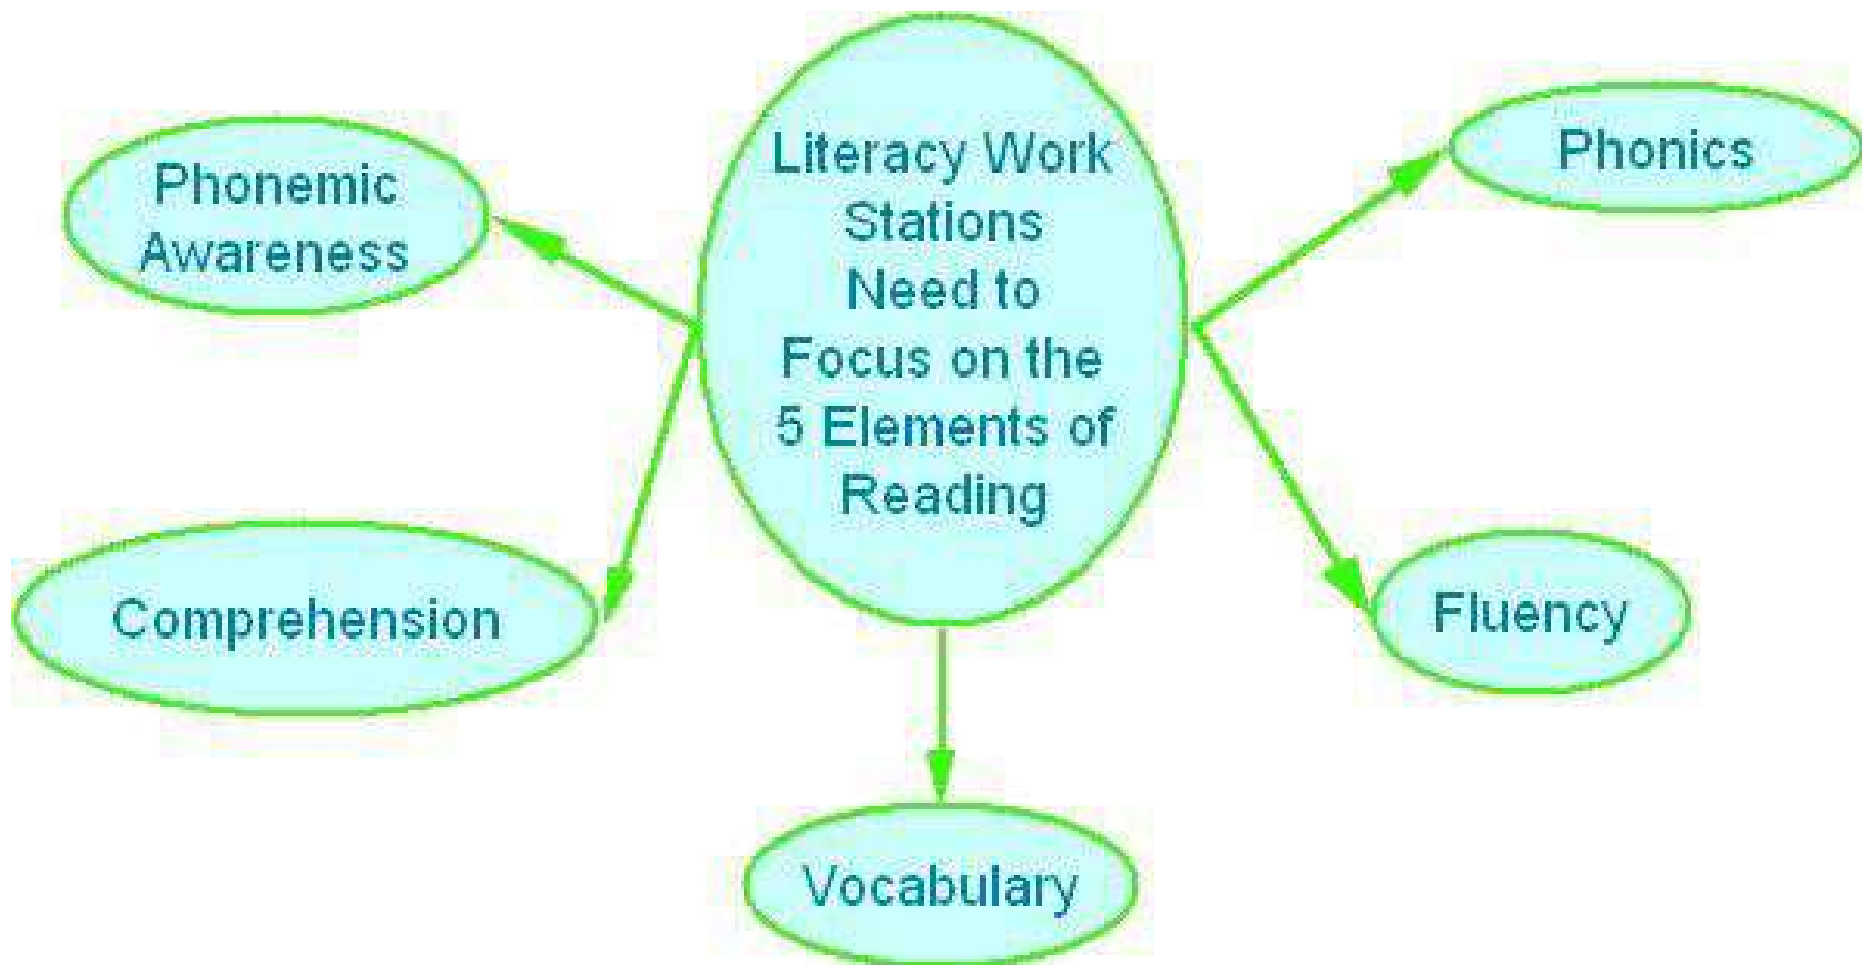 Literacy Work
Stations
Need to
Focus on the
5 Elements of
Reading
Phonemic
Awareness
Phonics
Comprehension
Fluency
Vocabulary